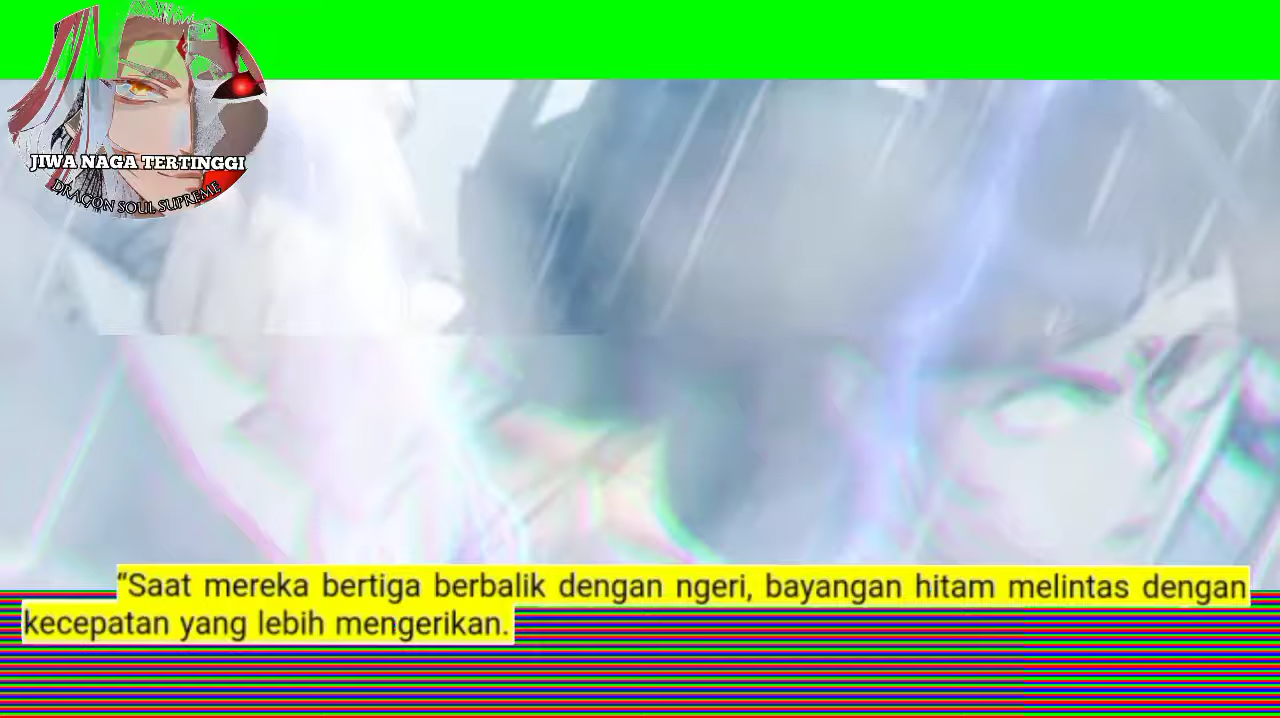 JIWA NAGA TERTINGGI
DRAGON SOUL SUPREME
“Saat mereka bertiga berbalik dengan ngeri, bayangan hitam melintas dengan
kecepatan yang lebih mengerikan.